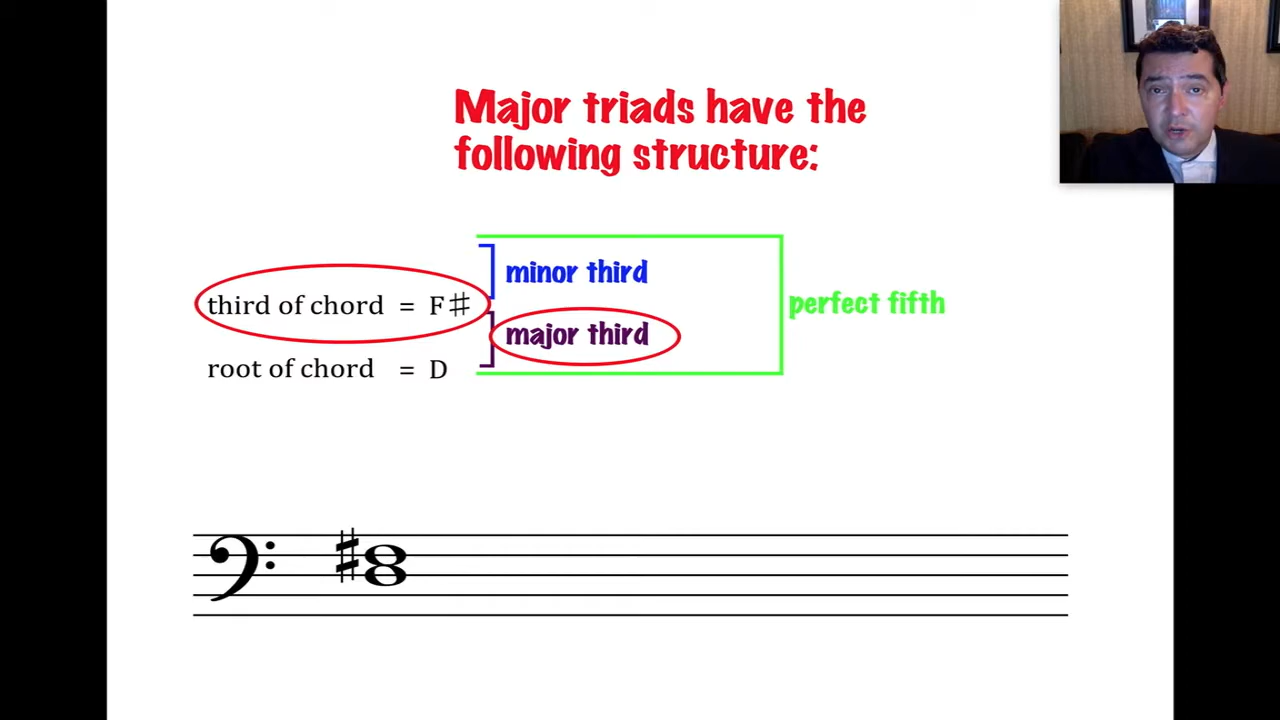 Major triads have the
following structure:
minor third
third of chord = F♯
perfect fifth
major third
root of chord = D